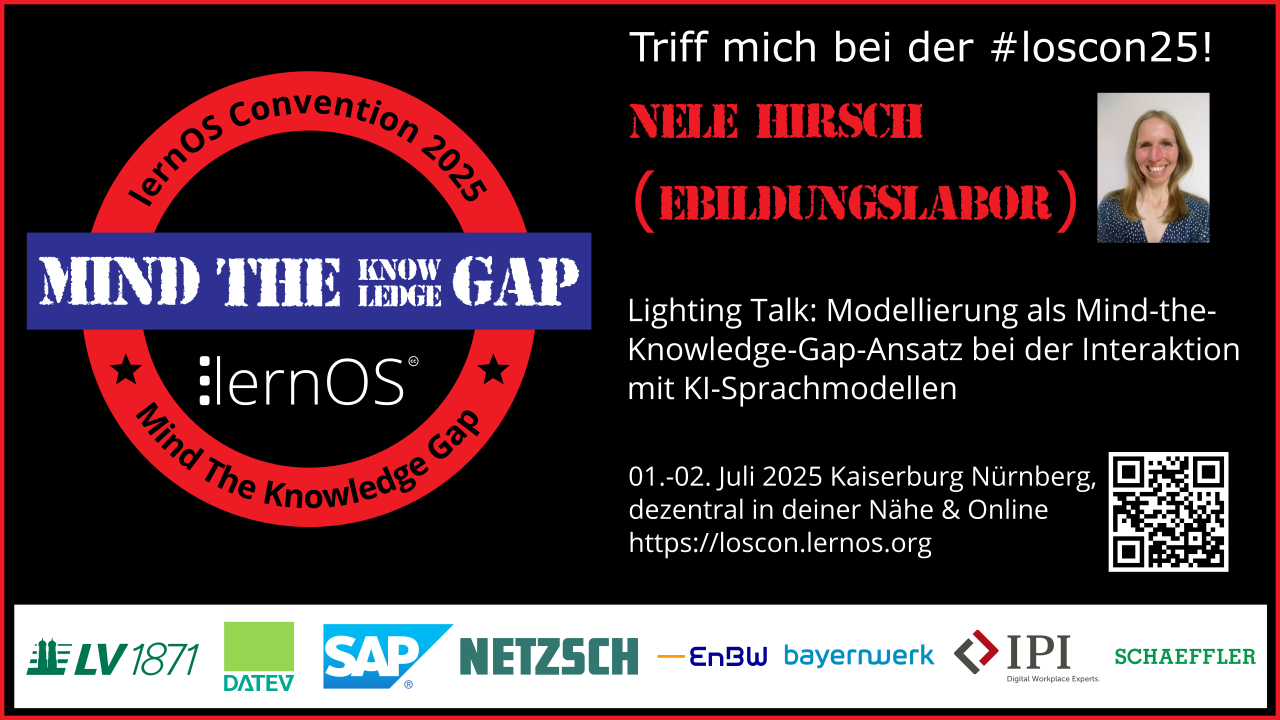 Triff mich bei der #loscon25!
NELE HIRSCH
(EBILDUNGSLABOR)
lernOS Convention 2025
MIND THE KNOW
LEDGE GAP
lernOS cc
Mind The Knowledge Gap
Lighting Talk: Modellierung als Mind-the-
Knowledge-Gap-Ansatz bei der Interaktion
mit KI-Sprachmodellen
01.-02. Juli 2025 Kaiserburg Nürnberg,
dezentral in deiner Nähe & Online
https://loscon.lernos.org
LV 1871
DATEV
SAP®
NETZSCH
EnBW
bayernwerk
IPI
Digital Workplace Experts.
SCHAEFFLER